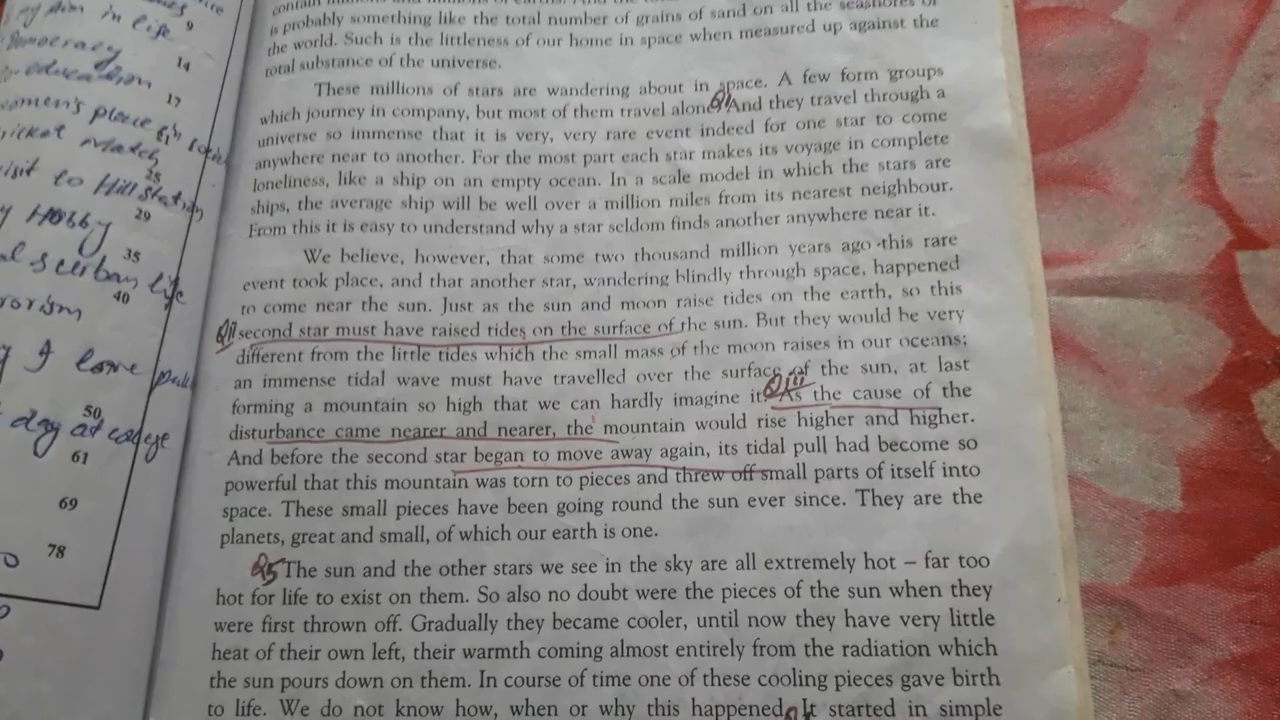 my Aim in life 9
Democracy 14
Co-education 17
women's place in
cricket Match
25
visit to Hill Station
My Hobby 29
35
life
40
Terrorism
I love
50
day at college
61
69
78
is probably something like the total number of grains of sand on all the seashores of
the world. Such is the littleness of our home in space when measured up against the
total substance of the universe.
These millions of stars are wandering about in space. A few form groups
which journey in company, but most of them travel alone. And they travel through a
universe so immense that it is very, very rare event indeed for one star to come
anywhere near to another. For the most part each star makes its voyage in complete
loneliness, like a ship on an empty ocean. In a scale model in which the stars are
ships, the average ship will be well over a million miles from its nearest neighbour.
From this it is easy to understand why a star seldom finds another anywhere near it.
We believe, however, that some two thousand million years ago -this rare
event took place, and that another star, wandering blindly through space, happened
to come near the sun. Just as the sun and moon raise tides on the earth, so this
QII second star must have raised tides on the surface of the sun. But they would be very
different from the little tides which the small mass of the moon raises in our oceans;
an immense tidal wave must have travelled over the surface of the sun, at last
forming a mountain so high that we can hardly imagine it. QIII As the cause of the
disturbance came nearer and nearer, the mountain would rise higher and higher.
And before the second star began to move away again, its tidal pull had become so
powerful that this mountain was torn to pieces and threw off small parts of itself into
space. These small pieces have been going round the sun ever since. They are the
planets, great and small, of which our earth is one.
Q5 The sun and the other stars we see in the sky are all extremely hot – far too
hot for life to exist on them. So also no doubt were the pieces of the sun when they
were first thrown off. Gradually they became cooler, until now they have very little
heat of their own left, their warmth coming almost entirely from the radiation which
the sun pours down on them. In course of time one of these cooling pieces gave birth
to life. We do not know how, when or why this happened. It started in simple